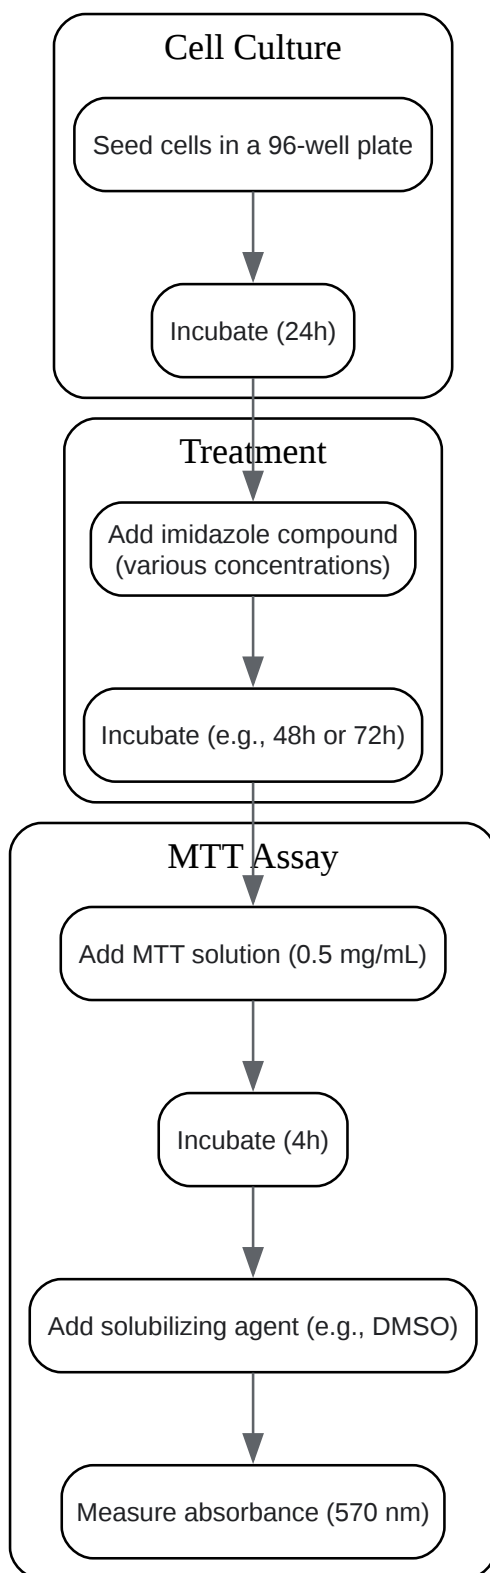 Cell Culture
Seed cells in a 96-well plate
Incubate (24h)
Treatment
Add imidazole compound
(various concentrations)
Incubate (e.g., 48h or 72h)
MTT Assay
Add MTT solution (0.5 mg/mL)
Incubate (4h)
Add solubilizing agent (e.g., DMSO)
Measure absorbance (570 nm)